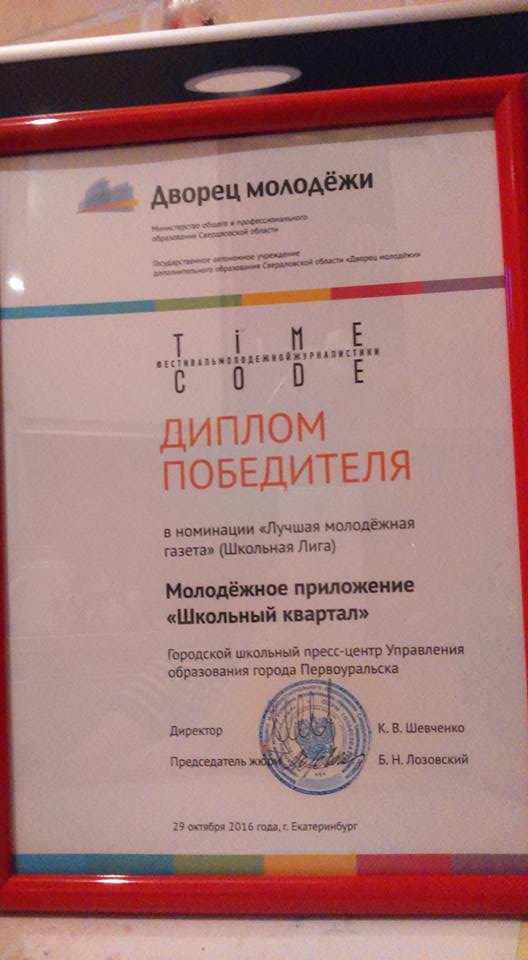 Дворец молодёжи
Министерство общего и профессионального
образования Свердловской области
Государственное автономное учреждение
дополнительного образования Свердловской области «Дворец молодёжи»
TiME
ФЕСТИВАЛЬМОЛОДЕЖНОЙЖУРНАЛИСТИКИ
CODE
ДИПЛОМ
ПОБЕДИТЕЛЯ
в номинации «Лучшая молодёжная
газета» (Школьная Лига)
Молодёжное приложение
«Школьный квартал»
Городской школьный пресс-центр Управления
образования города Первоуральска
Директор К. В. Шевченко
Председатель жюри Б. Н. Лозовский
29 октября 2016 года, г. Екатеринбург